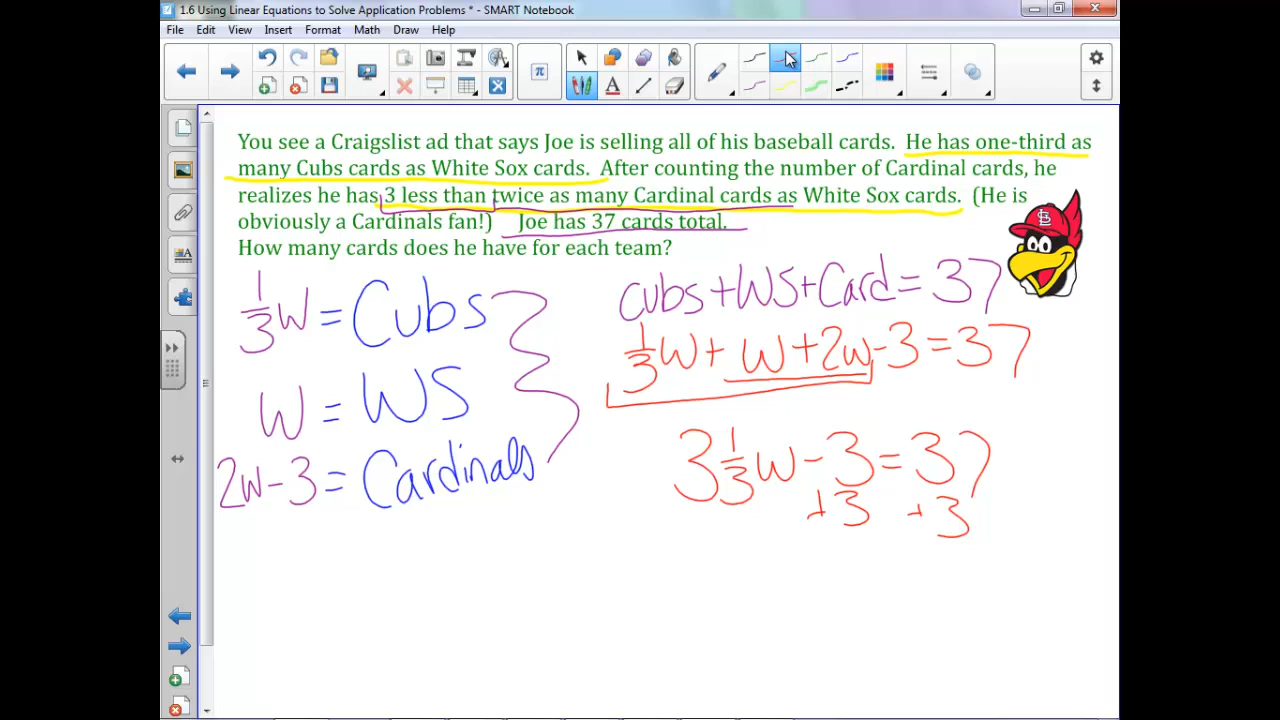 1.6 Using Linear Equations to Solve Application Problems * - SMART Notebook
File Edit View Insert Format Math Draw Help
π
A
You see a Craigslist ad that says Joe is selling all of his baseball cards. He has one-third as
many Cubs cards as White Sox cards. After counting the number of Cardinal cards, he
realizes he has 3 less than twice as many Cardinal cards as White Sox cards. (He is
obviously a Cardinals fan!) Joe has 37 cards total.
How many cards does he have for each team?
1/3 W = Cubs
W = WS
2w-3 = Cardinals
cubs+WS+Card=37
1/3 W + W + 2w - 3 = 37
3 1/3 w - 3 = 37
+3 +3